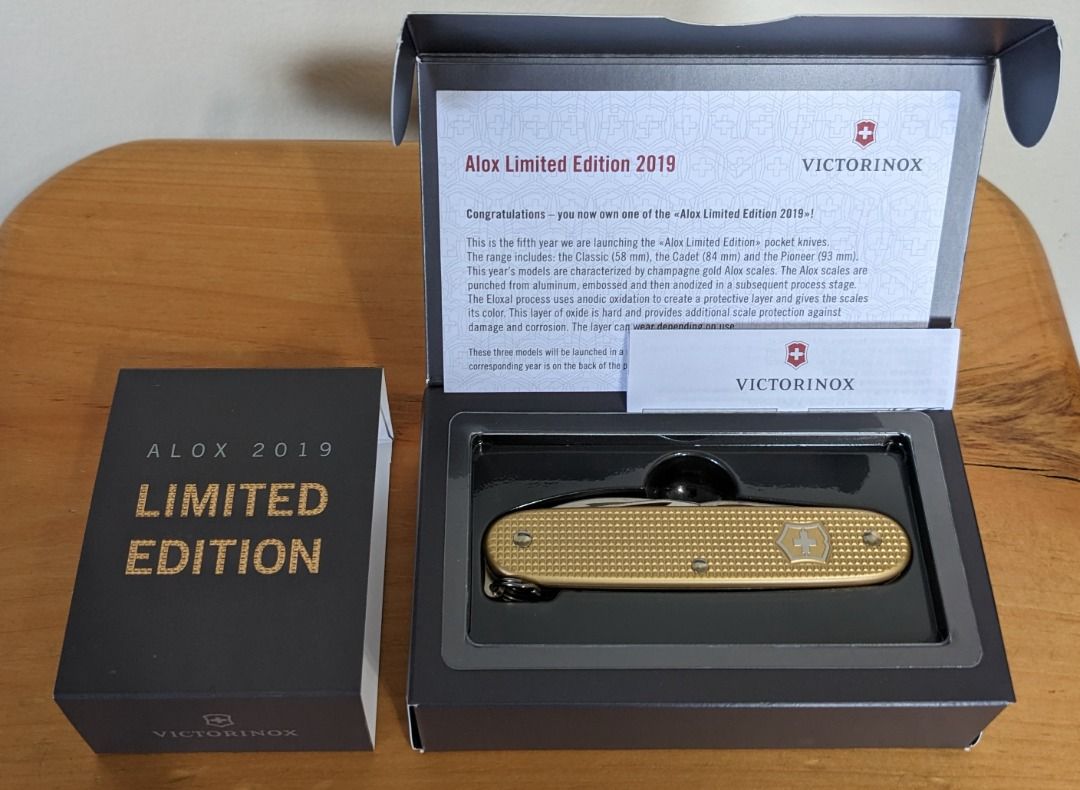 Alox Limited Edition 2019
VICTORINOX
Congratulations – you now own one of the «Alox Limited Edition 2019»!
This is the fifth year we are launching the «Alox Limited Edition» pocket knives.
The range includes: the Classic (58 mm), the Cadet (84 mm) and the Pioneer (93 mm).
This year's models are characterized by champagne gold Alox scales. The Alox scales are
punched from aluminum, embossed and then anodized in a subsequent process stage.
The Eloxal process uses anodic oxidation to create a protective layer and gives the scales
its color. This layer of oxide is hard and provides additional scale protection against
damage and corrosion. The layer can wear depending on use
These three models will be launched in a
corresponding year is on the back of the p
VICTORINOX
ALOX 2019
LIMITED
EDITION
VICTORINOX